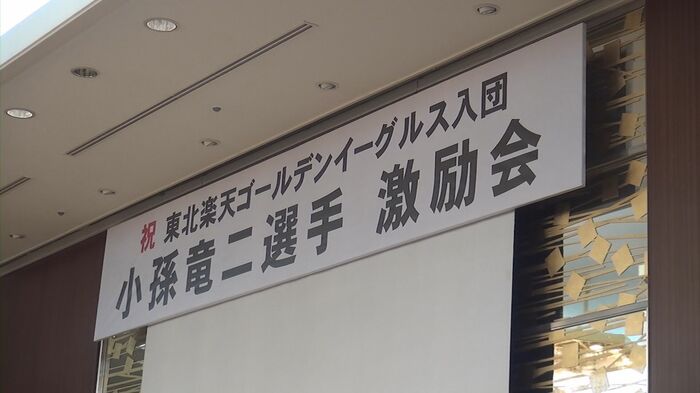 祝 東北楽天ゴールデンイーグルス入団
小孫竜二選手 激励会